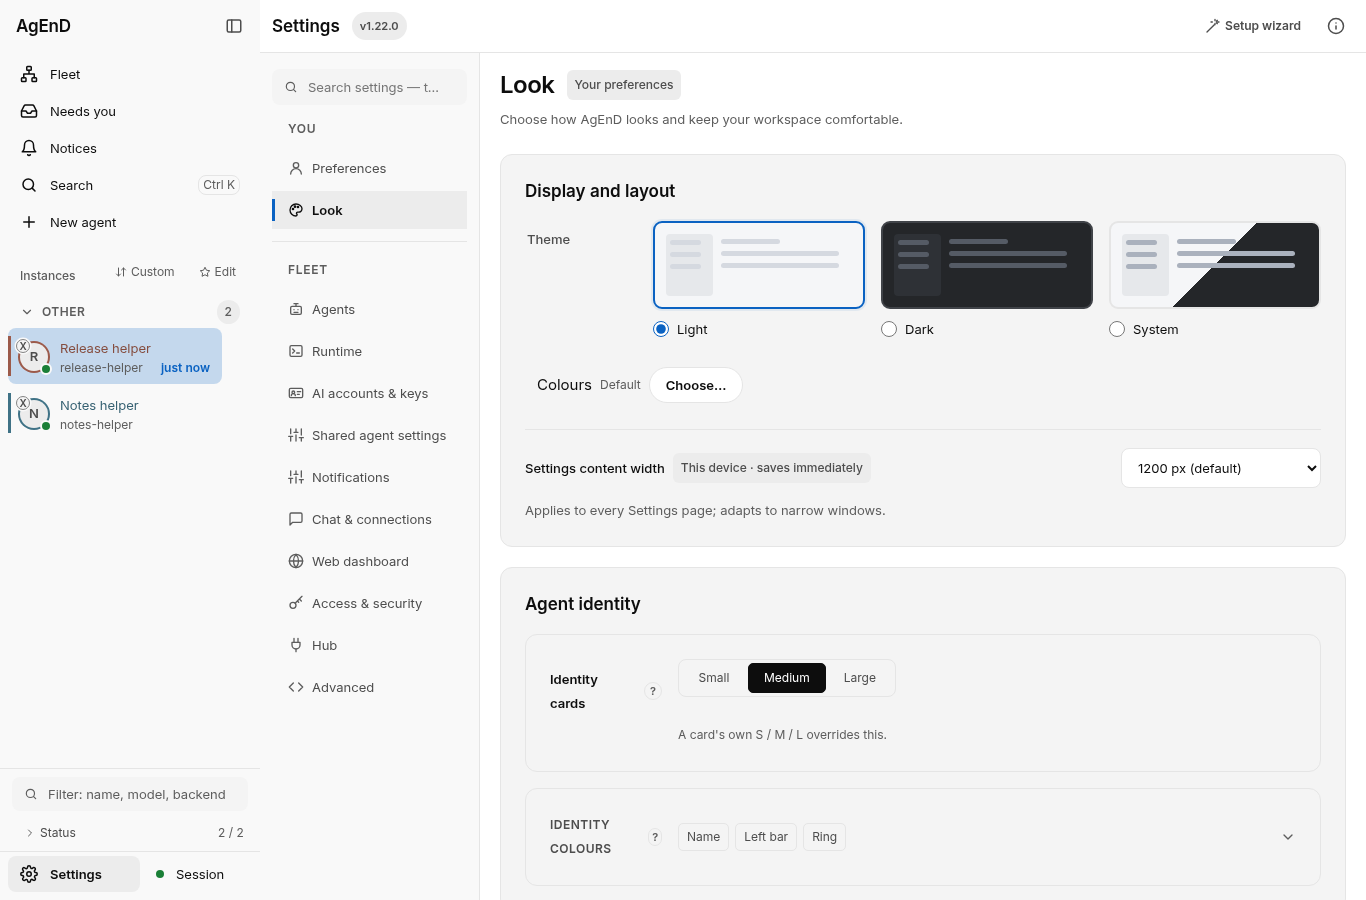 AgEnD
Fleet
Needs you
Notices
Search
Ctrl K
New agent
Instances
Custom
Edit
OTHER
2
X
R
Release helper
release-helper
just now
X
N
Notes helper
notes-helper
Filter: name, model, backend
Status
2 / 2
Settings
Session
Settings
v1.22.0
Setup wizard
Search settings — t...
YOU
Preferences
Look
FLEET
Agents
Runtime
AI accounts & keys
Shared agent settings
Notifications
Chat & connections
Web dashboard
Access & security
Hub
Advanced
Look
Your preferences
Choose how AgEnD looks and keep your workspace comfortable.
Display and layout
Theme
Light
Dark
System
Colours
Default
Choose...
Settings content width
This device · saves immediately
1200 px (default)
Applies to every Settings page; adapts to narrow windows.
Agent identity
Identity
cards
?
Small
Medium
Large
A card's own S / M / L overrides this.
IDENTITY
COLOURS
?
Name
Left bar
Ring